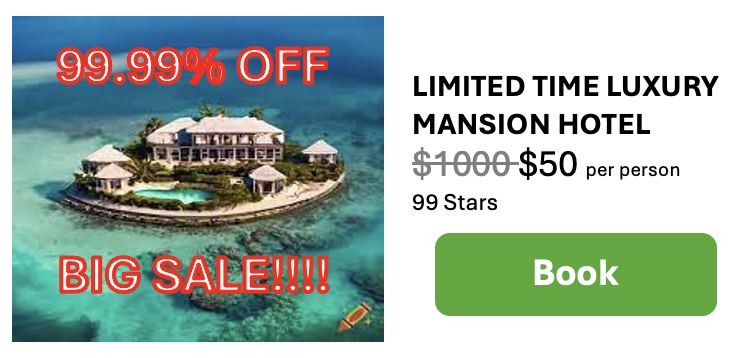 99.99% OFF
BIG SALE!!!!
LIMITED TIME LUXURY
MANSION HOTEL
$1000 $50 per person
99 Stars
Book